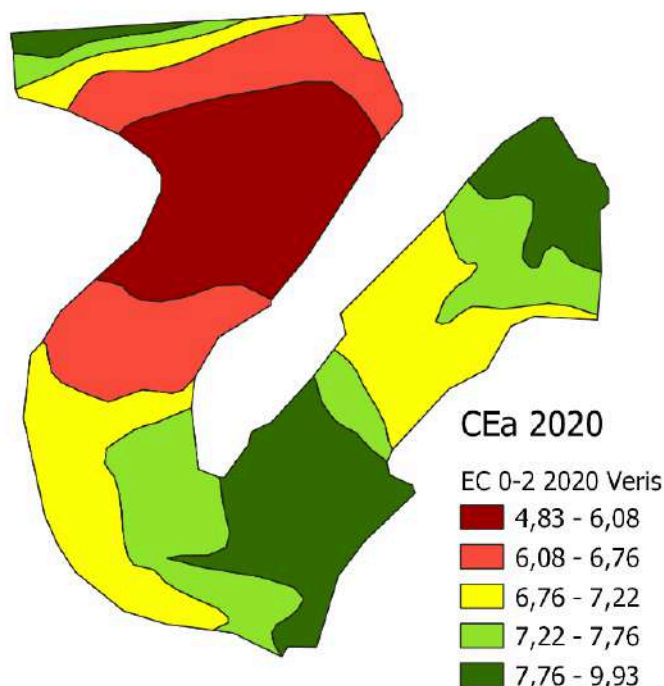 CEa 2020
EC 0-2 2020 Veris
4,83 - 6,08
6,08 - 6,76
6,76 - 7,22
7,22 - 7,76
7,76 - 9,93